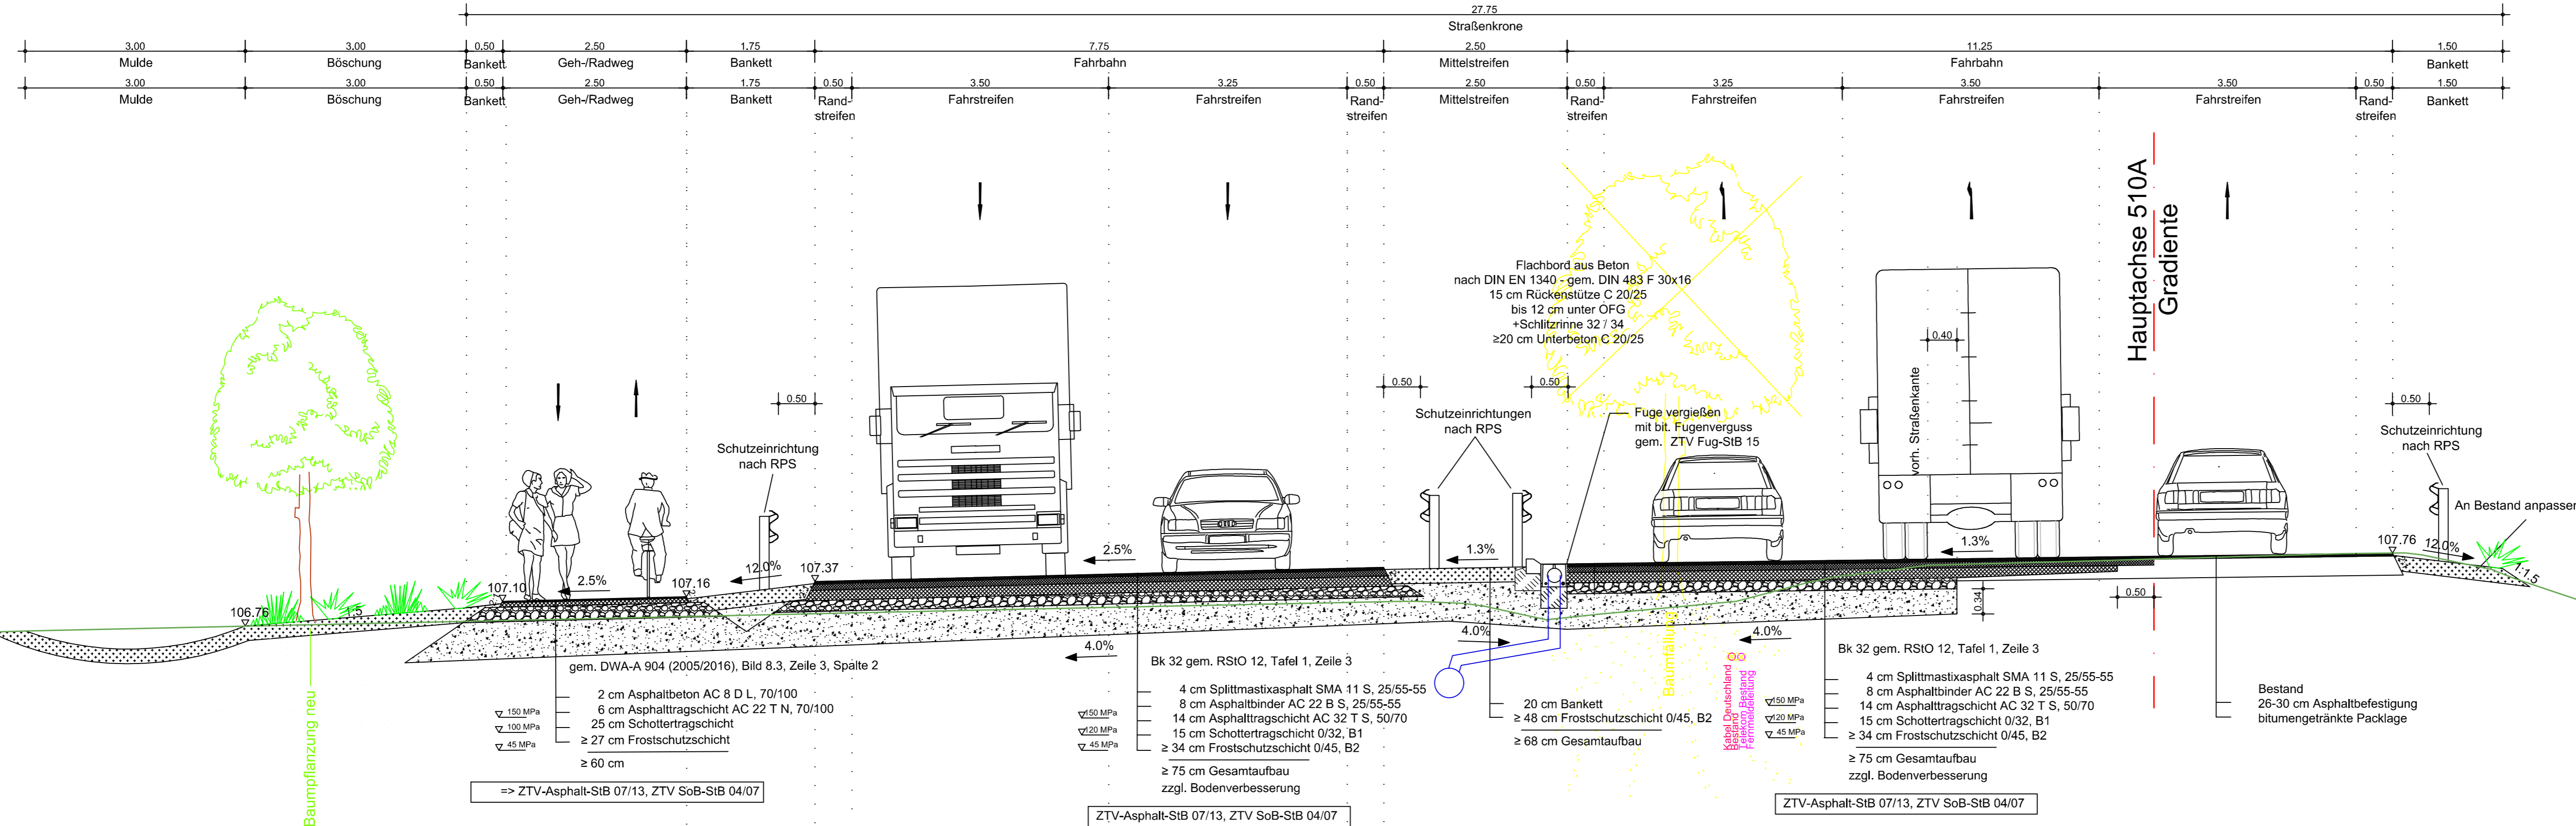 27.75
Straßenkrone
3.00 3.00 0.50 2.50 1.75 7.75 2.50 11.25 1.50
Mulde Böschung Bankett Geh-/Radweg Bankett Fahrbahn Mittelstreifen Fahrbahn Bankett
3.00 3.00 0.50 2.50 1.75 0.50 3.50 3.25 0.50 2.50 0.50 3.25 3.50 3.50 0.50 1.50
Mulde Böschung Bankett Geh-/Radweg Bankett Rand- Fahrstreifen Fahrstreifen Rand- Mittelstreifen Rand- Fahrstreifen Fahrstreifen Fahrstreifen Rand- Bankett
streifen streifen streifen streifen
Hauptachse 510A
Gradiente
Flachbord aus Beton
nach DIN EN 1340 - gem. DIN 483 F 30x16
15 cm Rückenstütze C 20/25
bis 12 cm unter OFG
+Schlitzrinne 32 / 34
≥20 cm Unterbeton C 20/25
0.40
vorh. Straßenkante
0.50
0.50
0.50
0.50
Schutzeinrichtung
nach RPS
Schutzeinrichtungen
nach RPS
Fuge vergießen
mit bit. Fugenverguss
gem. ZTV Fug-StB 15
Schutzeinrichtung
nach RPS
An Bestand anpassen
106.76
1:5
107.10
2.5%
107.16
12.0%
107.37
2.5%
1.3%
1.3%
107.76
12.0%
1:5
0.50
0.34
4.0%
4.0%
4.0%
Baumpflanzung neu
Baumfällung
Kabel Deutschland
Bestand
Telekom Bestand
Fernmeldeleitung
gem. DWA-A 904 (2005/2016), Bild 8.3, Zeile 3, Spalte 2
2 cm Asphaltbeton AC 8 D L, 70/100
6 cm Asphalttragschicht AC 22 T N, 70/100
25 cm Schottertragschicht
≥ 27 cm Frostschutzschicht
≥ 60 cm
150 MPa
100 MPa
45 MPa
=> ZTV-Asphalt-StB 07/13, ZTV SoB-StB 04/07
Bk 32 gem. RStO 12, Tafel 1, Zeile 3
4 cm Splittmastixasphalt SMA 11 S, 25/55-55
8 cm Asphaltbinder AC 22 B S, 25/55-55
14 cm Asphalttragschicht AC 32 T S, 50/70
15 cm Schottertragschicht 0/32, B1
≥ 34 cm Frostschutzschicht 0/45, B2
≥ 75 cm Gesamtaufbau
zzgl. Bodenverbesserung
150 MPa
120 MPa
45 MPa
ZTV-Asphalt-StB 07/13, ZTV SoB-StB 04/07
20 cm Bankett
≥ 48 cm Frostschutzschicht 0/45, B2
≥ 68 cm Gesamtaufbau
Bk 32 gem. RStO 12, Tafel 1, Zeile 3
4 cm Splittmastixasphalt SMA 11 S, 25/55-55
8 cm Asphaltbinder AC 22 B S, 25/55-55
14 cm Asphalttragschicht AC 32 T S, 50/70
15 cm Schottertragschicht 0/32, B1
≥ 34 cm Frostschutzschicht 0/45, B2
≥ 75 cm Gesamtaufbau
zzgl. Bodenverbesserung
150 MPa
120 MPa
45 MPa
ZTV-Asphalt-StB 07/13, ZTV SoB-StB 04/07
Bestand
26-30 cm Asphaltbefestigung
bitumengetränkte Packlage